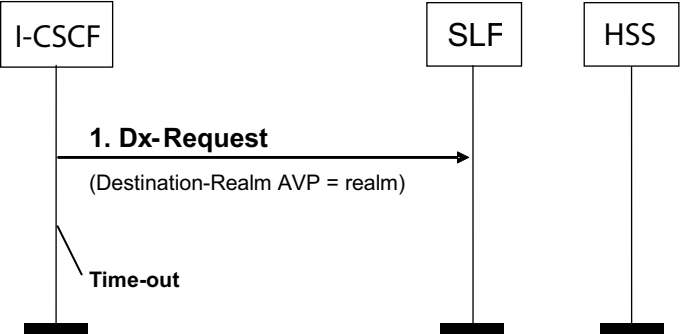 I-CSCF
SLF
HSS
1. Dx-Request
(Destination-Realm AVP = realm)
Time-out